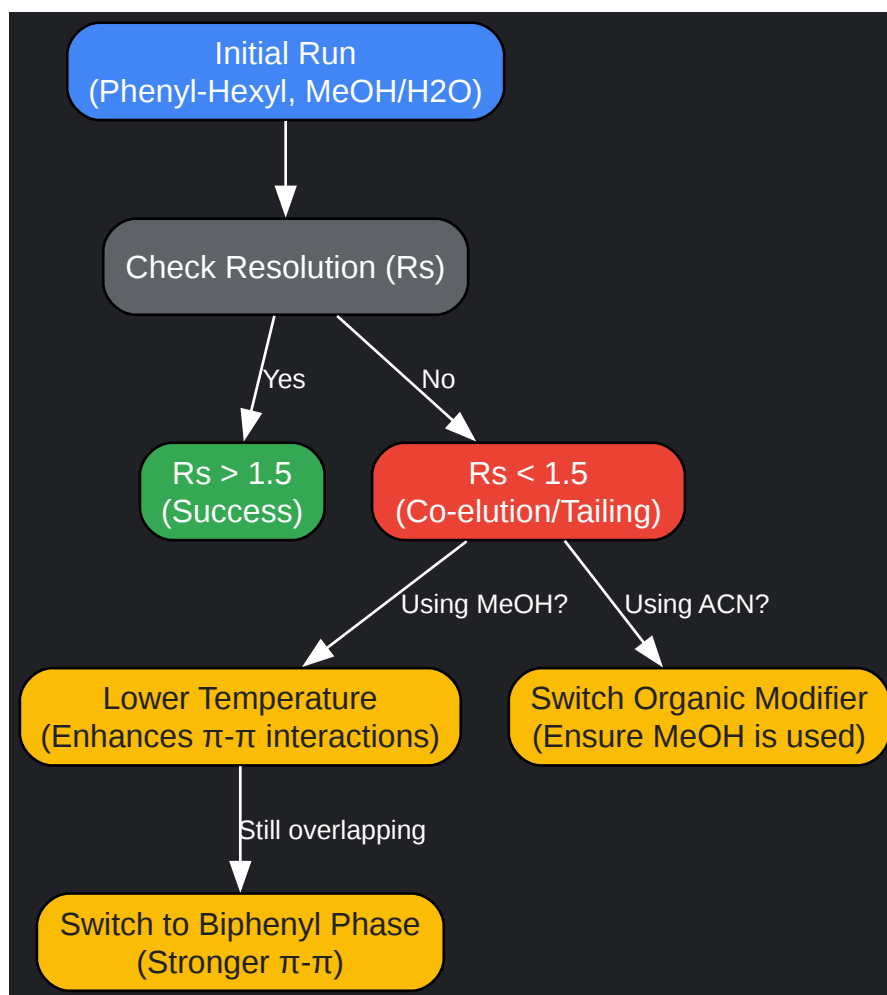 Initial Run
(Phenyl-Hexyl, MeOH/H2O)
Check Resolution (Rs)
Yes
No
Rs > 1.5
(Success)
Rs < 1.5
(Co-elution/Tailing)
Using MeOH?
Using ACN?
Lower Temperature
(Enhances π-π interactions)
Switch Organic Modifier
(Ensure MeOH is used)
Still overlapping
Switch to Biphenyl Phase
(Stronger π-π)